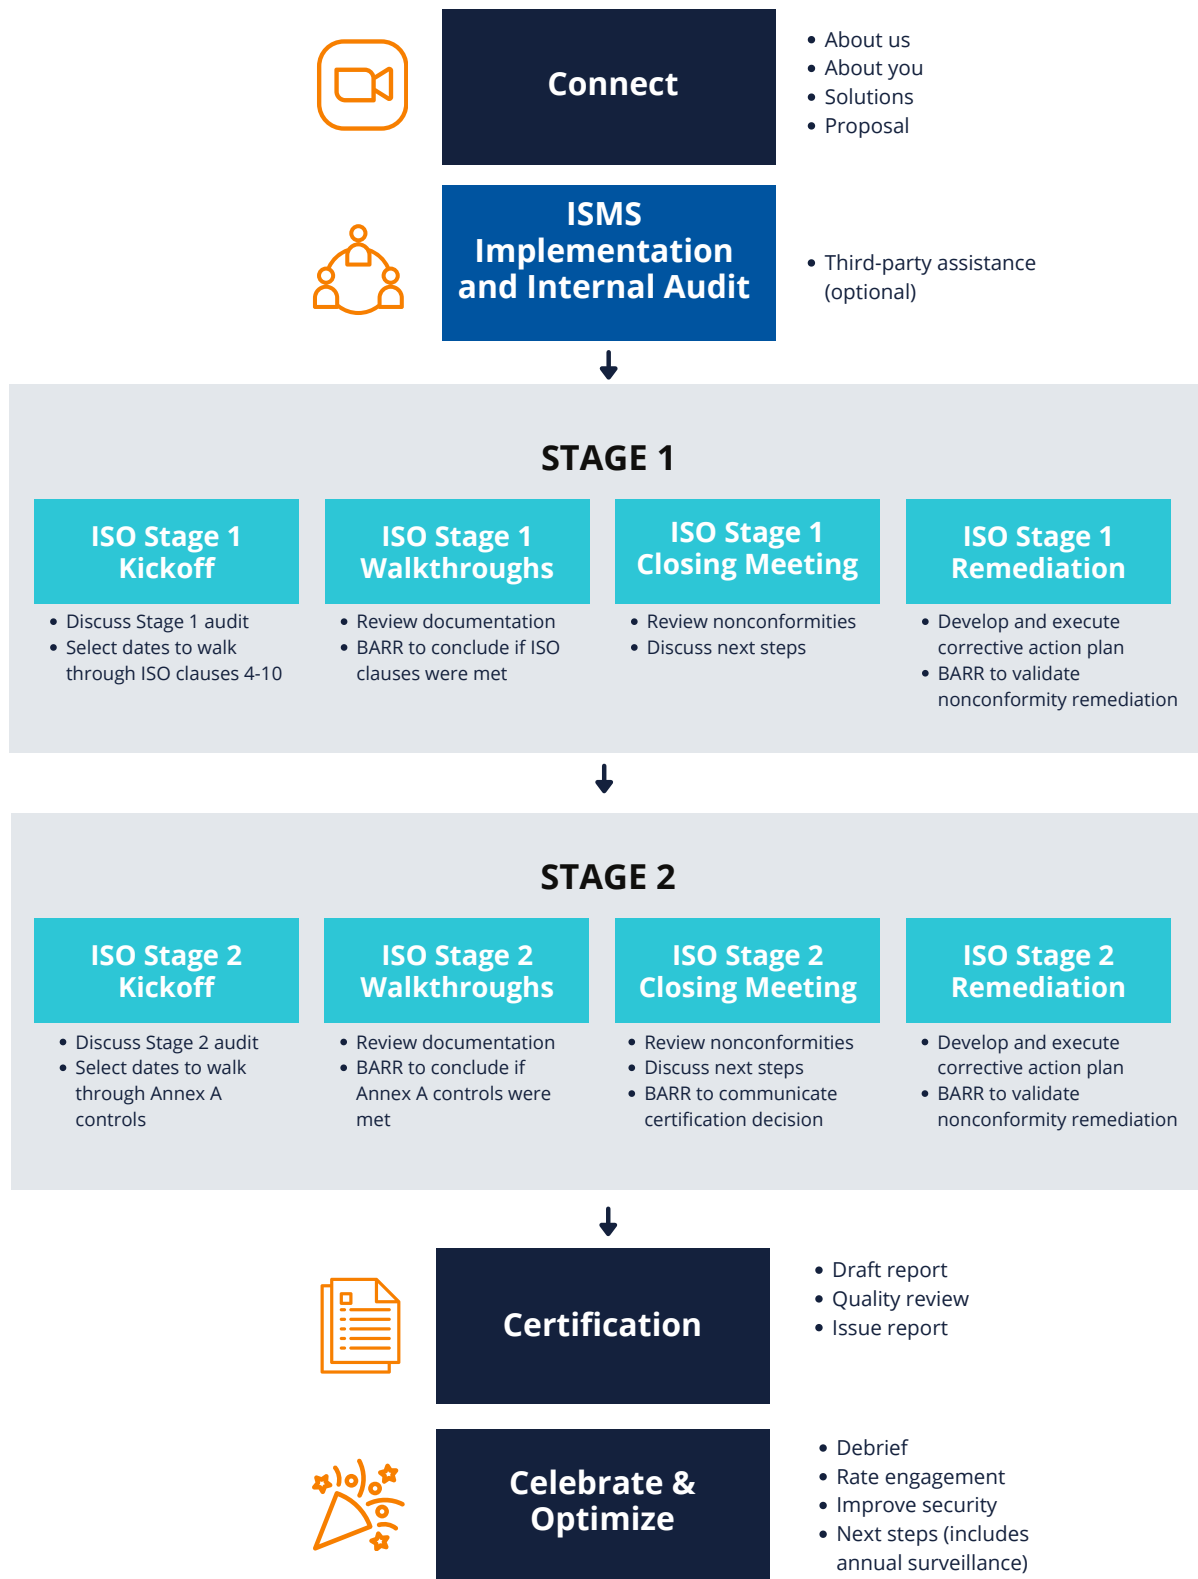 Connect
• About us
• About you
• Solutions
• Proposal
ISMS
Implementation
and Internal Audit
• Third-party assistance
(optional)
STAGE 1
ISO Stage 1
Kickoff
• Discuss Stage 1 audit
• Select dates to walk
through ISO clauses 4-10
ISO Stage 1
Walkthroughs
• Review documentation
• BARR to conclude if ISO
clauses were met
ISO Stage 1
Closing Meeting
• Review nonconformities
• Discuss next steps
ISO Stage 1
Remediation
• Develop and execute
corrective action plan
• BARR to validate
nonconformity remediation
STAGE 2
ISO Stage 2
Kickoff
• Discuss Stage 2 audit
• Select dates to walk
through Annex A
controls
ISO Stage 2
Walkthroughs
• Review documentation
• BARR to conclude if
Annex A controls were
met
ISO Stage 2
Closing Meeting
• Review nonconformities
• Discuss next steps
• BARR to communicate
certification decision
ISO Stage 2
Remediation
• Develop and execute
corrective action plan
• BARR to validate
nonconformity remediation
Certification
• Draft report
• Quality review
• Issue report
Celebrate &
Optimize
• Debrief
• Rate engagement
• Improve security
• Next steps (includes
annual surveillance)